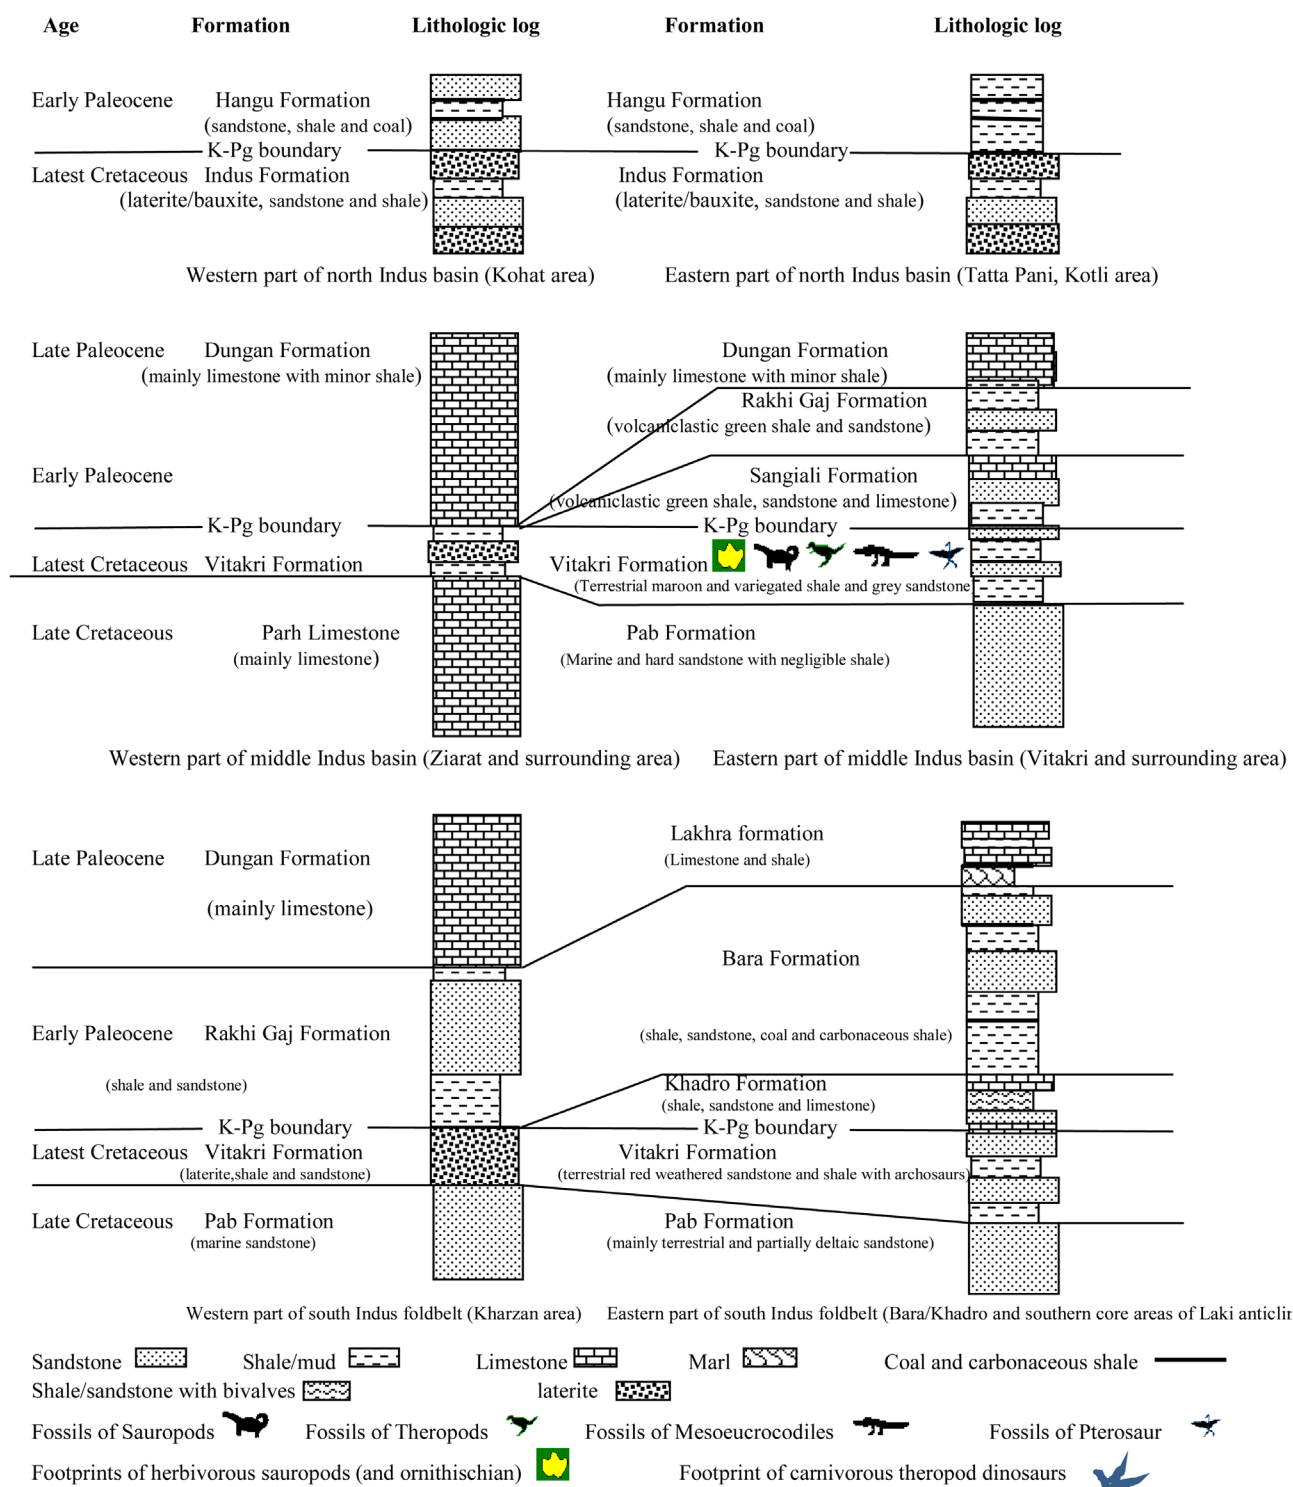 Age Formation Lithologic log Formation Lithologic log
Early Paleocene Hangu Formation Hangu Formation
(sandstone, shale and coal) (sandstone, shale and coal)
K-Pg boundary K-Pg boundary
Latest Cretaceous Indus Formation Indus Formation
(laterite/bauxite, sandstone and shale) (laterite/bauxite, sandstone and shale)
Western part of north Indus basin (Kohat area) Eastern part of north Indus basin (Tatta Pani, Kotli area)
Late Paleocene Dungan Formation Dungan Formation
(mainly limestone with minor shale) (mainly limestone with minor shale)
Rakhi Gaj Formation
(volcaniclastic green shale and sandstone)
Early Paleocene Sangiali Formation
(volcaniclastic green shale, sandstone and limestone)
K-Pg boundary K-Pg boundary
Latest Cretaceous Vitakri Formation Vitakri Formation
(Terrestrial maroon and variegated shale and grey sandstone
Late Cretaceous Parh Limestone Pab Formation
(mainly limestone) (Marine and hard sandstone with negligible shale)
Western part of middle Indus basin (Ziarat and surrounding area) Eastern part of middle Indus basin (Vitakri and surrounding area)
Lakhra formation
Late Paleocene Dungan Formation (Limestone and shale)
(mainly limestone)
Bara Formation
Early Paleocene Rakhi Gaj Formation (shale, sandstone, coal and carbonaceous shale)
(shale and sandstone) Khadro Formation
(shale, sandstone and limestone)
K-Pg boundary K-Pg boundary
Latest Cretaceous Vitakri Formation Vitakri Formation
(laterite,shale and sandstone) (terrestrial red weathered sandstone and shale with archosaurs)
Late Cretaceous Pab Formation Pab Formation
(marine sandstone) (mainly terrestrial and partially deltaic sandstone)
Western part of south Indus foldbelt (Kharzan area) Eastern part of south Indus foldbelt (Bara/Khadro and southern core areas of Laki anticlin
Sandstone Shale/mud Limestone Marl Coal and carbonaceous shale
Shale/sandstone with bivalves laterite
Fossils of Sauropods Fossils of Theropods Fossils of Mesoeucrocodiles Fossils of Pterosaur
Footprints of herbivorous sauropods (and ornithischian) Footprint of carnivorous theropod dinosaurs